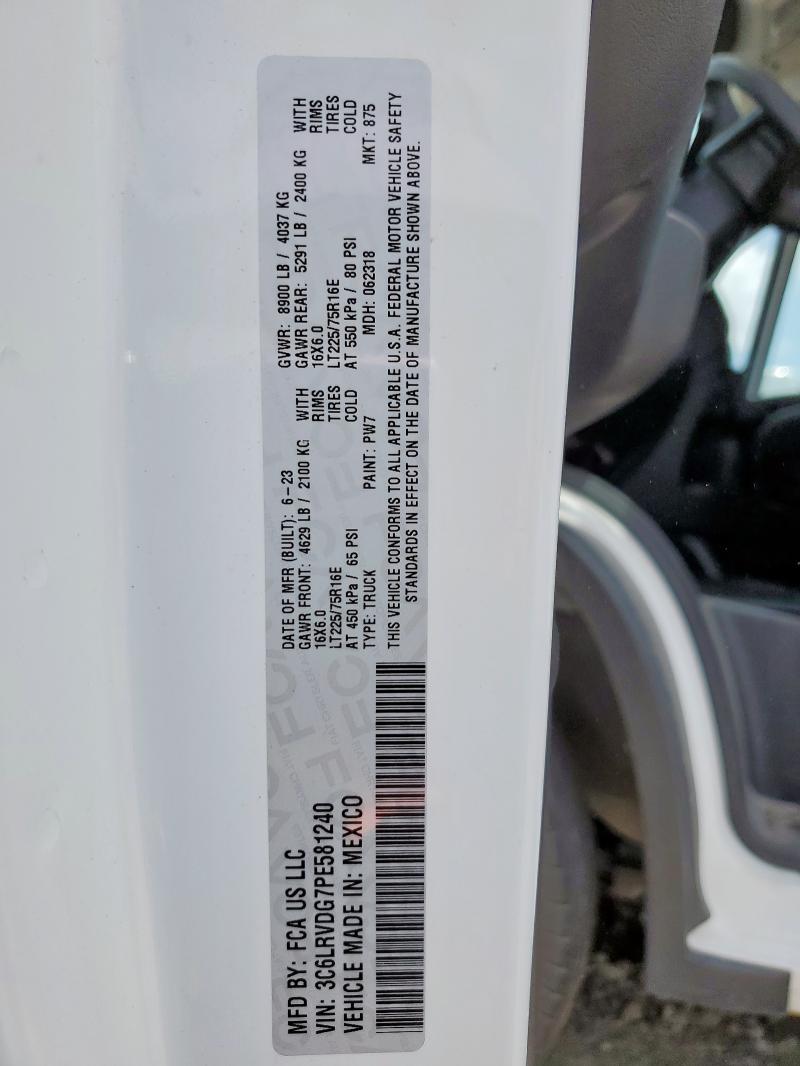 MFD BY: FCA US LLC
VIN: 3C6LRVDG7PE581240
VEHICLE MADE IN: MEXICO
DATE OF MFR (BUILT): 6-23 GVWR: 8900 LB / 4037 KG
GAWR FRONT: 4629 LB / 2100 KG WITH GAWR REAR: 5291 LB / 2400 KG WITH
16X6.0 RIMS 16X6.0 RIMS
LT225/75R16E TIRES LT225/75R16E TIRES
AT 450 kPa / 65 PSI COLD AT 550 kPa / 80 PSI COLD
TYPE: TRUCK PAINT: PW7 MDH: 062318 MKT: 875
THIS VEHICLE CONFORMS TO ALL APPLICABLE U.S.A. FEDERAL MOTOR VEHICLE SAFETY
STANDARDS IN EFFECT ON THE DATE OF MANUFACTURE SHOWN ABOVE.